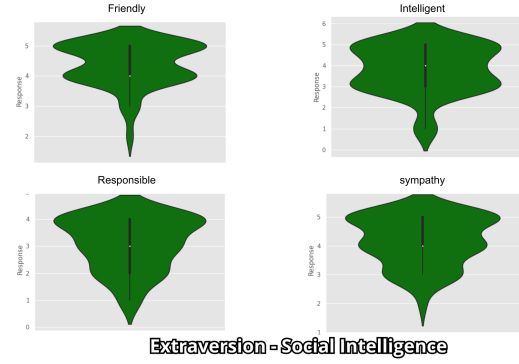 Friendly
Response
5
4
3
2
Intelligent
Response
6
5
4
3
2
1
0
Responsible
Response
4
3
2
1
0
sympathy
Response
5
4
3
2
1
Extraversion - Social Intelligence